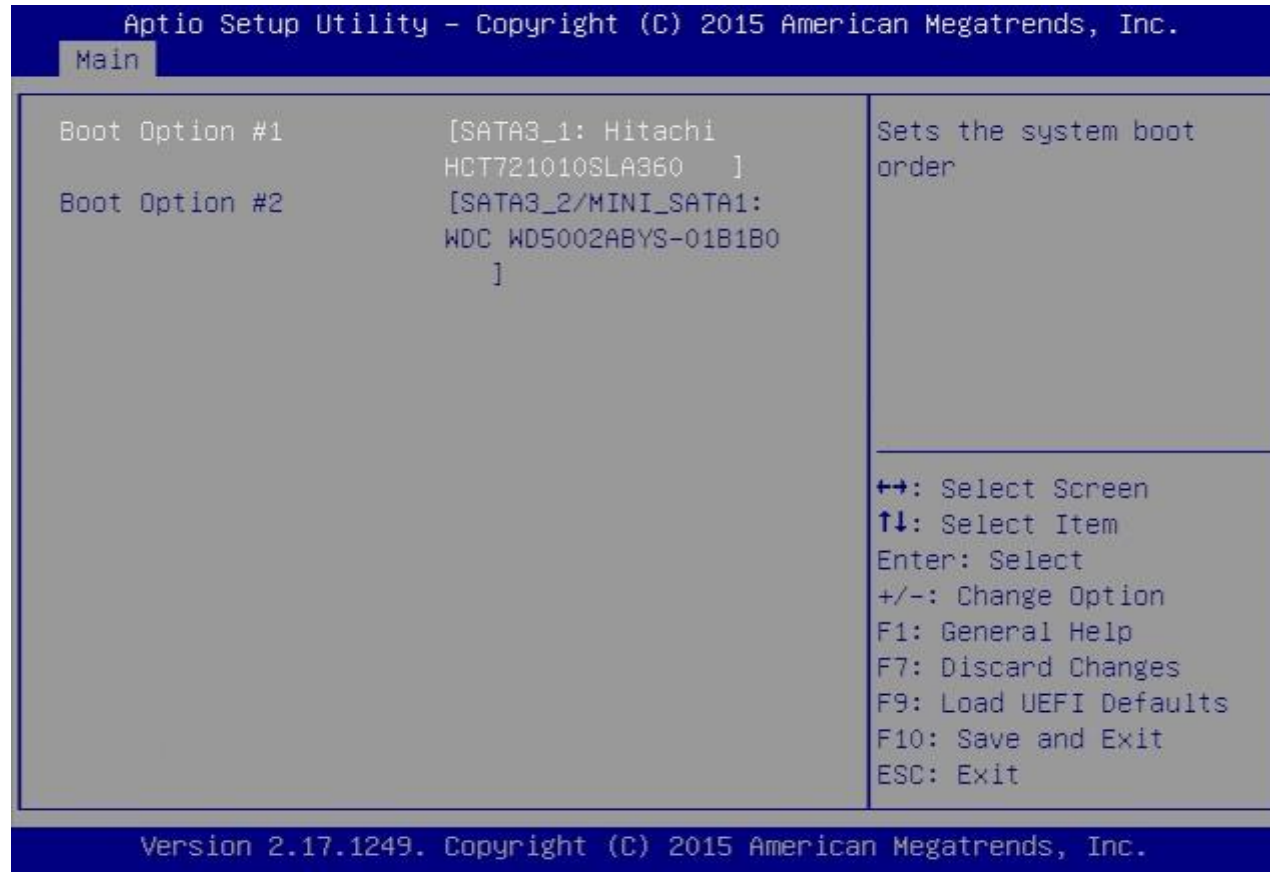 Aptio Setup Utility – Copyright (C) 2015 American Megatrends, Inc.
Main
Boot Option #1 [SATA3_1: Hitachi
HCT721010SLA360 ]
Boot Option #2 [SATA3_2/MINI_SATA1:
WDC WD5002ABYS-01B1B0
]
Sets the system boot
order
←→: Select Screen
↑↓: Select Item
Enter: Select
+/-: Change Option
F1: General Help
F7: Discard Changes
F9: Load UEFI Defaults
F10: Save and Exit
ESC: Exit
Version 2.17.1249. Copyright (C) 2015 American Megatrends, Inc.